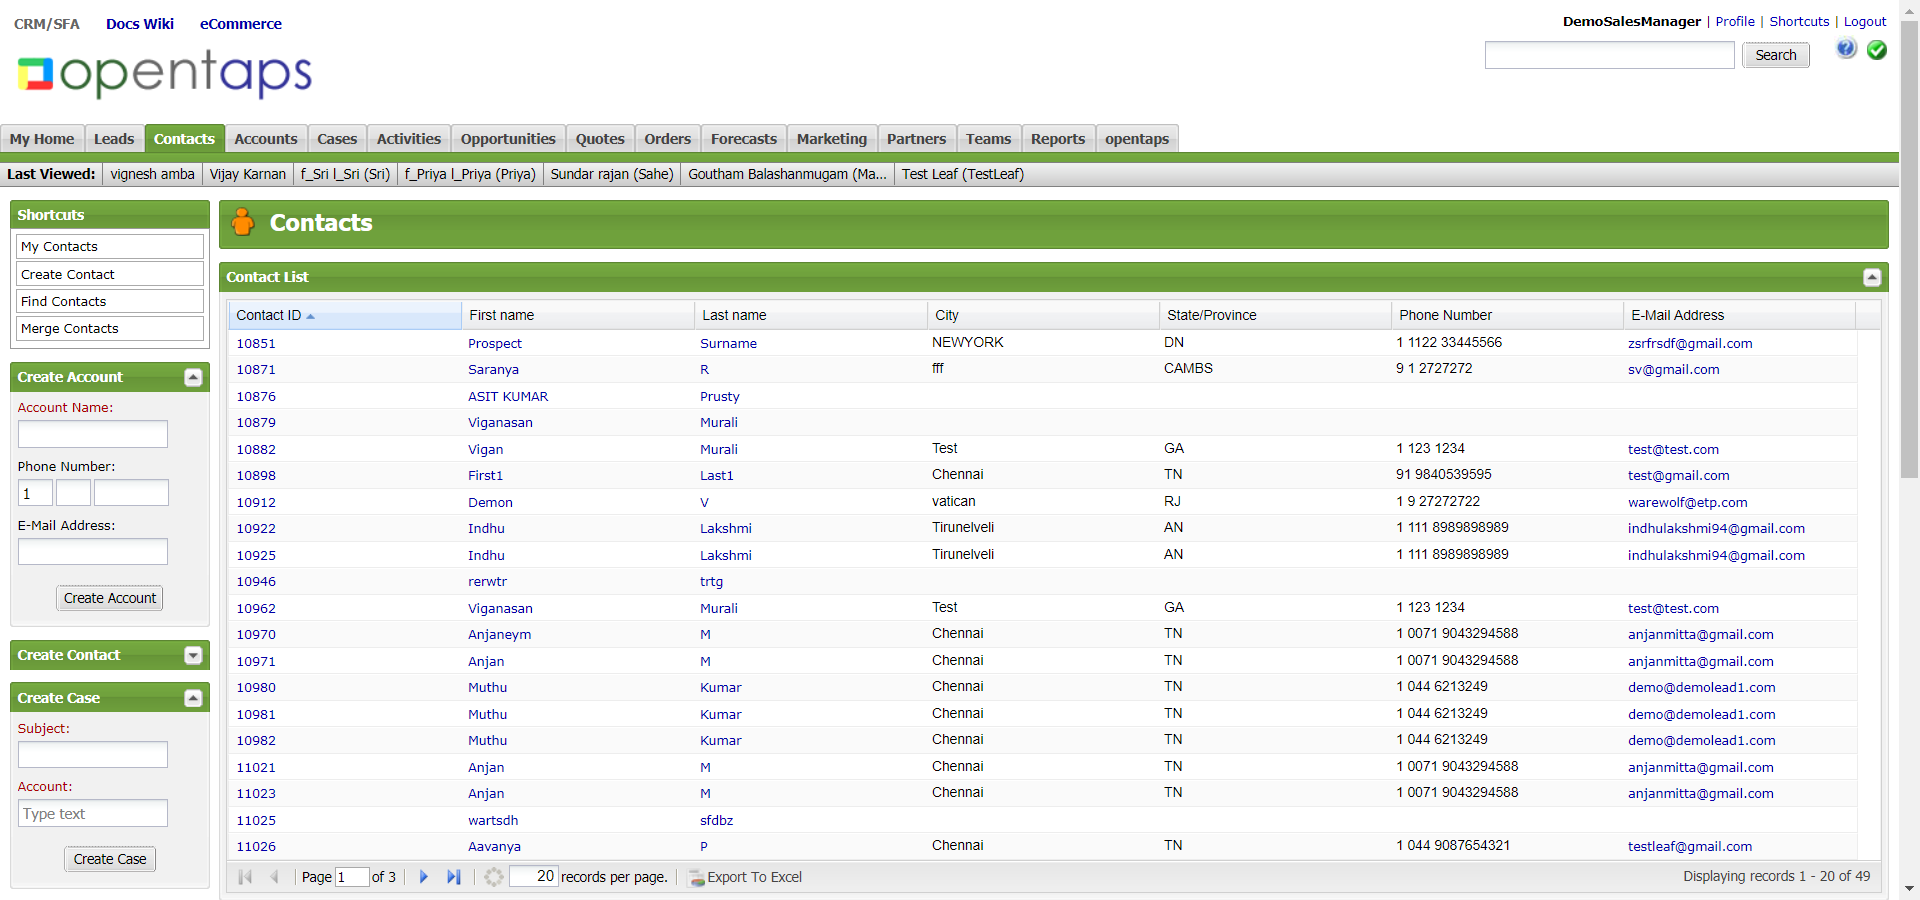 CRM/SFA Docs Wiki eCommerce
DemoSalesManager | Profile | Shortcuts | Logout
opentaps
Search
My Home Leads Contacts Accounts Cases Activities Opportunities Quotes Orders Forecasts Marketing Partners Teams Reports opentaps
Last Viewed: vignesh amba Vijay Karnan f_Sri l_Sri (Sri) f_Priya l_Priya (Priya) Sundar rajan (Sahe) Goutham Balashanmugam (Ma... Test Leaf (TestLeaf)
Shortcuts
My Contacts
Create Contact
Find Contacts
Merge Contacts
Create Account
Account Name:
Phone Number:
1
E-Mail Address:
Create Account
Create Contact
Create Case
Subject:
Account:
Type text
Create Case
Contacts
Contact List
Contact ID First name Last name City State/Province Phone Number E-Mail Address
10851 Prospect Surname NEWYORK DN 1 1122 33445566 zsrfrsdf@gmail.com
10871 Saranya R fff CAMBS 9 1 2727272 sv@gmail.com
10876 ASIT KUMAR Prusty
10879 Viganasan Murali
10882 Vigan Murali Test GA 1 123 1234 test@test.com
10898 First1 Last1 Chennai TN 91 9840539595 test@gmail.com
10912 Demon V vatican RJ 1 9 27272722 warewolf@etp.com
10922 Indhu Lakshmi Tirunelveli AN 1 111 8989898989 indhulakshmi94@gmail.com
10925 Indhu Lakshmi Tirunelveli AN 1 111 8989898989 indhulakshmi94@gmail.com
10946 rerwtr trtg
10962 Viganasan Murali Test GA 1 123 1234 test@test.com
10970 Anjaneym M Chennai TN 1 0071 9043294588 anjanmitta@gmail.com
10971 Anjan M Chennai TN 1 0071 9043294588 anjanmitta@gmail.com
10980 Muthu Kumar Chennai TN 1 044 6213249 demo@demolead1.com
10981 Muthu Kumar Chennai TN 1 044 6213249 demo@demolead1.com
10982 Muthu Kumar Chennai TN 1 044 6213249 demo@demolead1.com
11021 Anjan M Chennai TN 1 0071 9043294588 anjanmitta@gmail.com
11023 Anjan M Chennai TN 1 0071 9043294588 anjanmitta@gmail.com
11025 wartsdh sfdbz
11026 Aavanya P Chennai TN 1 044 9087654321 testleaf@gmail.com
Page 1 of 3 20 records per page. Export To Excel Displaying records 1 - 20 of 49